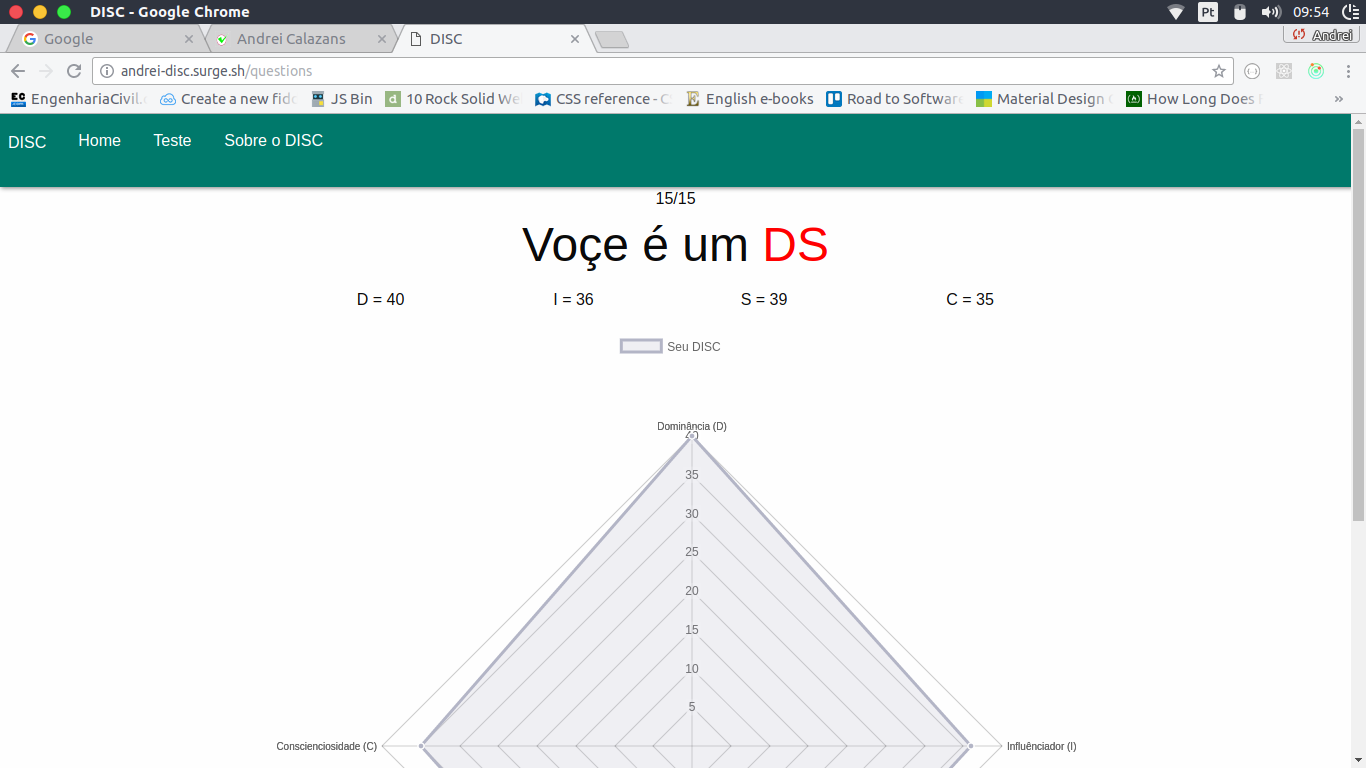 DISC - Google Chrome
Pt
09:54
Google
Andrei Calazans
DISC
Andrei
andrei-disc.surge.sh/questions
EngenhariaCivil.
Create a new fidd
JS Bin
10 Rock Solid We
CSS reference - C
English e-books
Road to Software
Material Design
How Long Does
»
DISC
Home
Teste
Sobre o DISC
15/15
Voçe é um DS
D = 40
I = 36
S = 39
C = 35
Seu DISC
Dominância (D)
40
35
30
25
20
15
10
5
Conscienciosidade (C)
Influênciador (I)